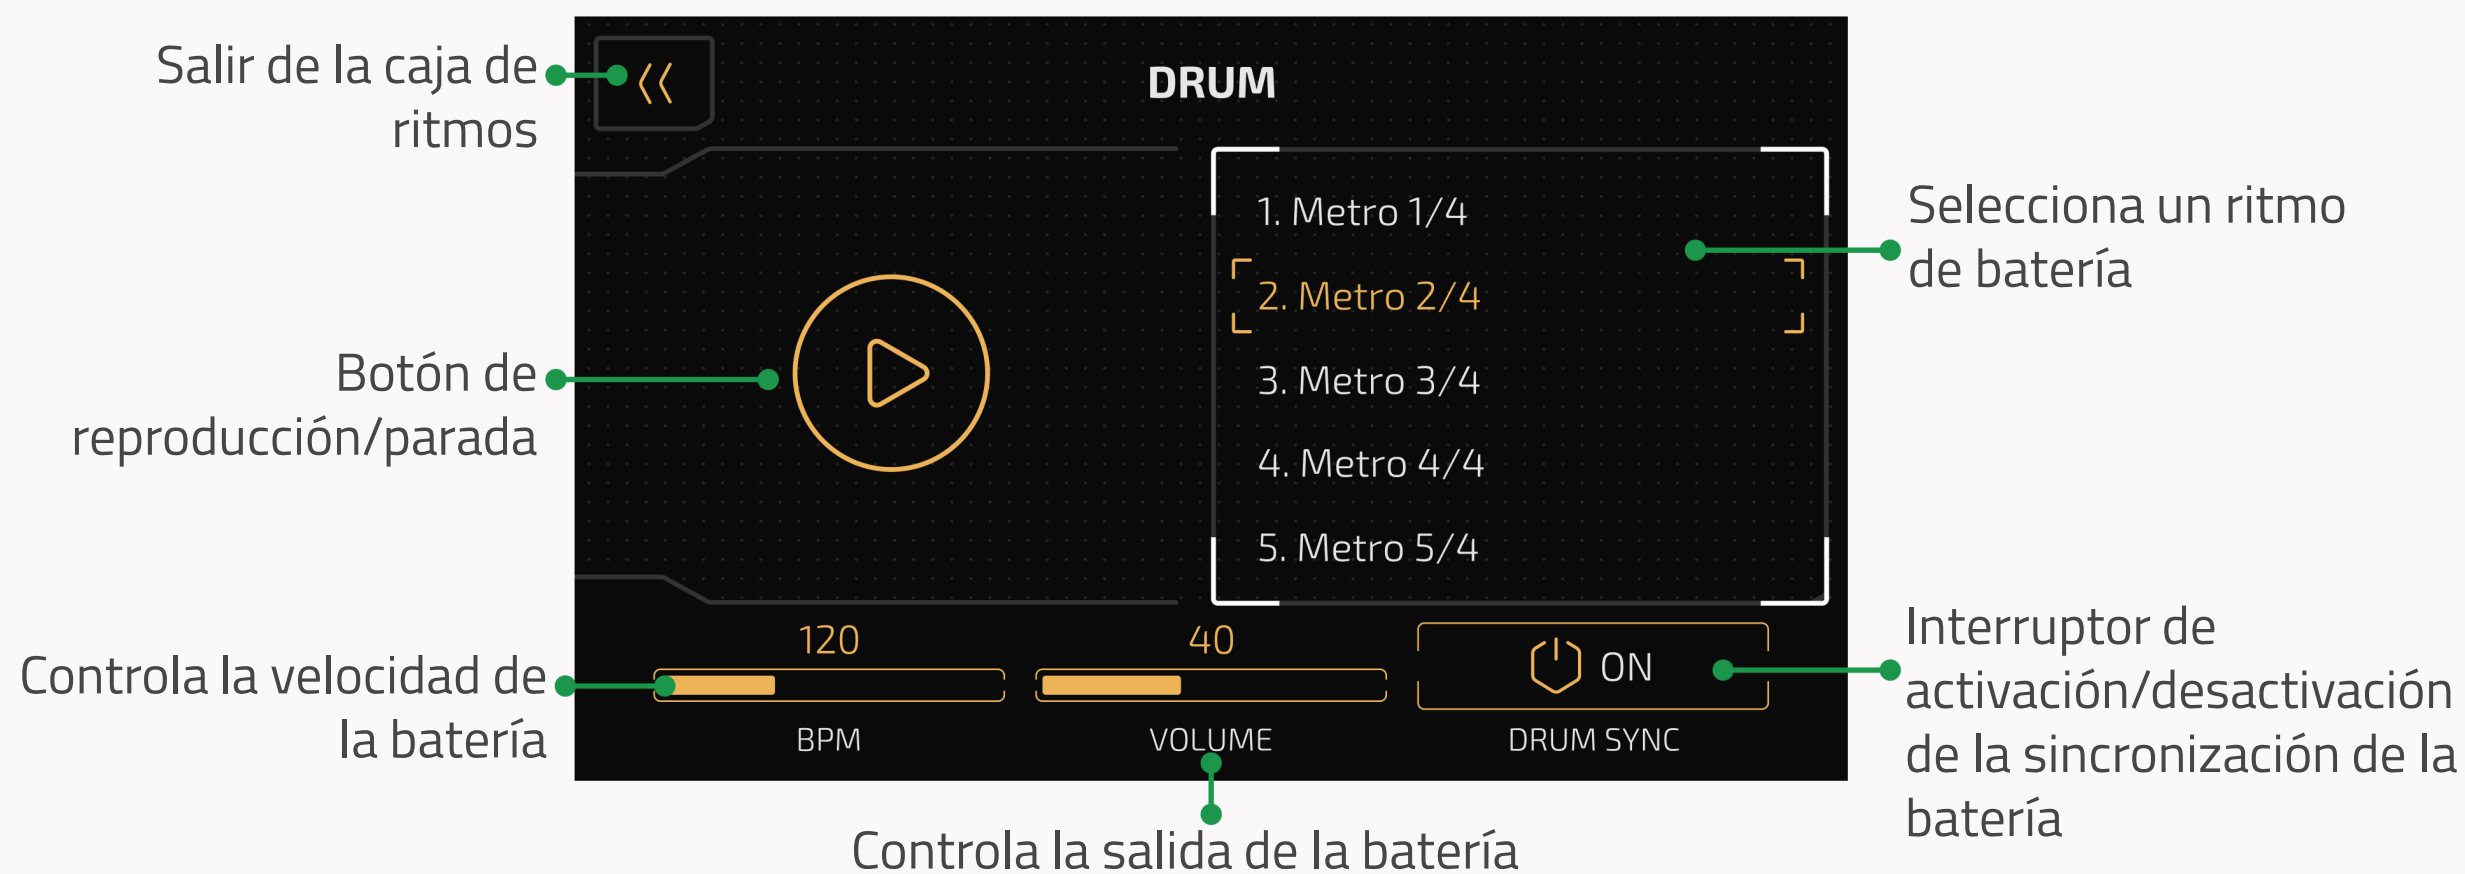 Salir de la caja de
ritmos
DRUM
1. Metro 1/4
2. Metro 2/4
3. Metro 3/4
4. Metro 4/4
5. Metro 5/4
Selecciona un ritmo
de batería
Botón de
reproducción/parada
120
40
ON
BPM
VOLUME
DRUM SYNC
Controla la velocidad de
la batería
Interruptor de
activación/desactivación
de la sincronización de la
batería
Controla la salida de la batería